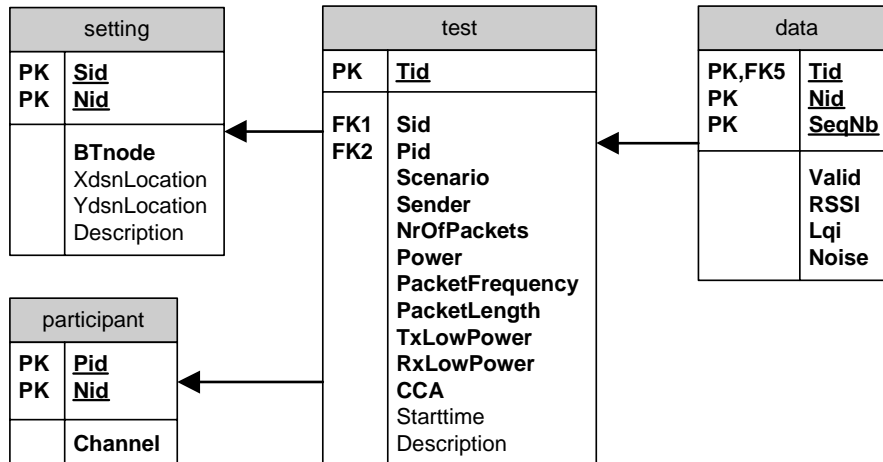 setting
PK Sid
PK Nid
BTnode
XdsnLocation
YdsnLocation
Description
participant
PK Pid
PK Nid
Channel
test
PK Tid
FK1 Sid
FK2 Pid
Scenario
Sender
NrOfPackets
Power
PacketFrequency
PacketLength
TxLowPower
RxLowPower
CCA
Starttime
Description
data
PK,FK5 Tid
PK Nid
PK SeqNb
Valid
RSSI
Lqi
Noise